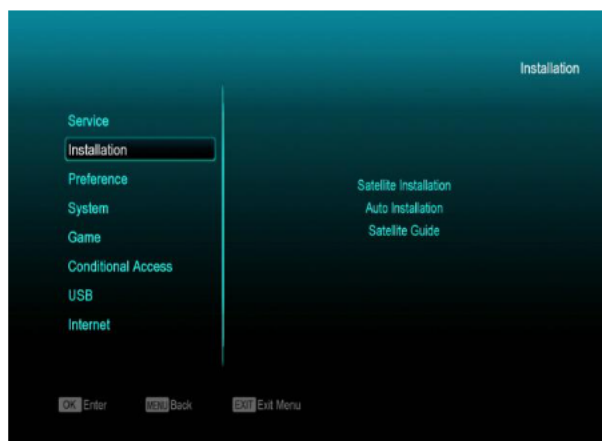 Installation
Service
Installation
Preference
System
Game
Conditional Access
USB
Internet
Satellite Installation
Auto Installation
Satellite Guide
OK Enter MENU Back EXIT Exit Menu